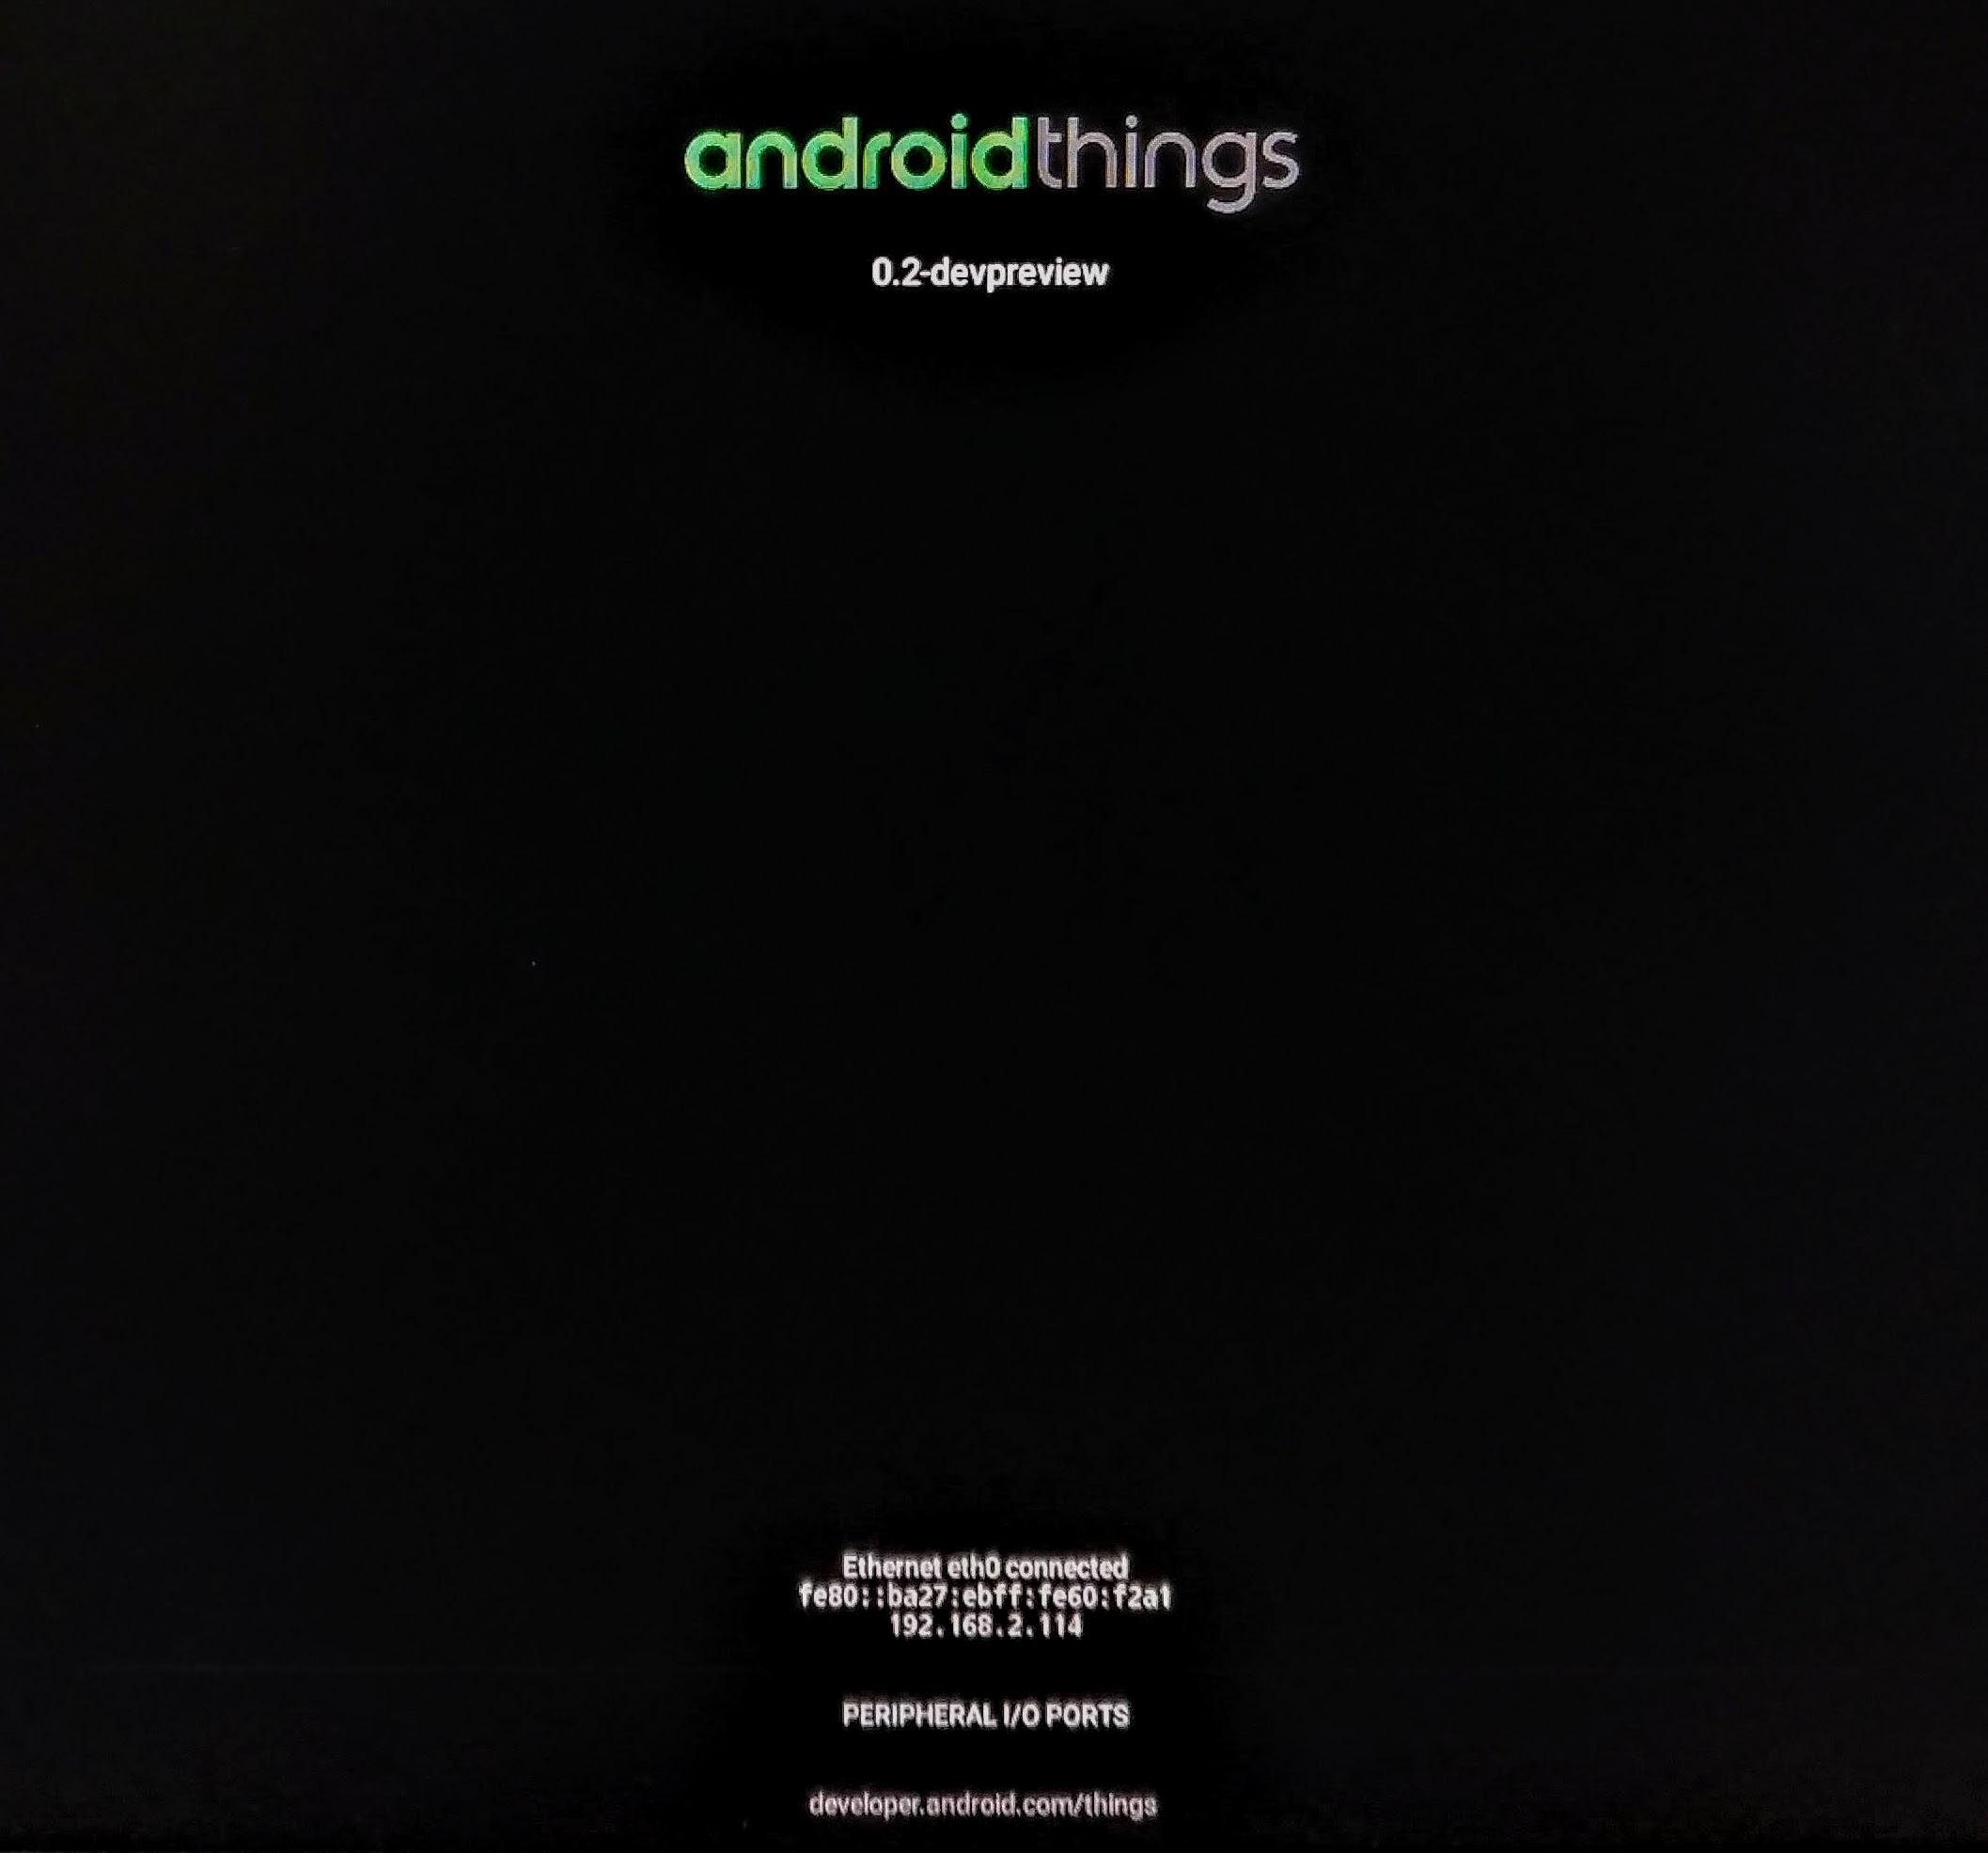 androidthings
0.2-devpreview
Ethernet eth0 connected
fe80::ba27:ebff:fe60:f2a1
192.168.2.114
PERIPHERAL I/O PORTS
developer.android.com/things